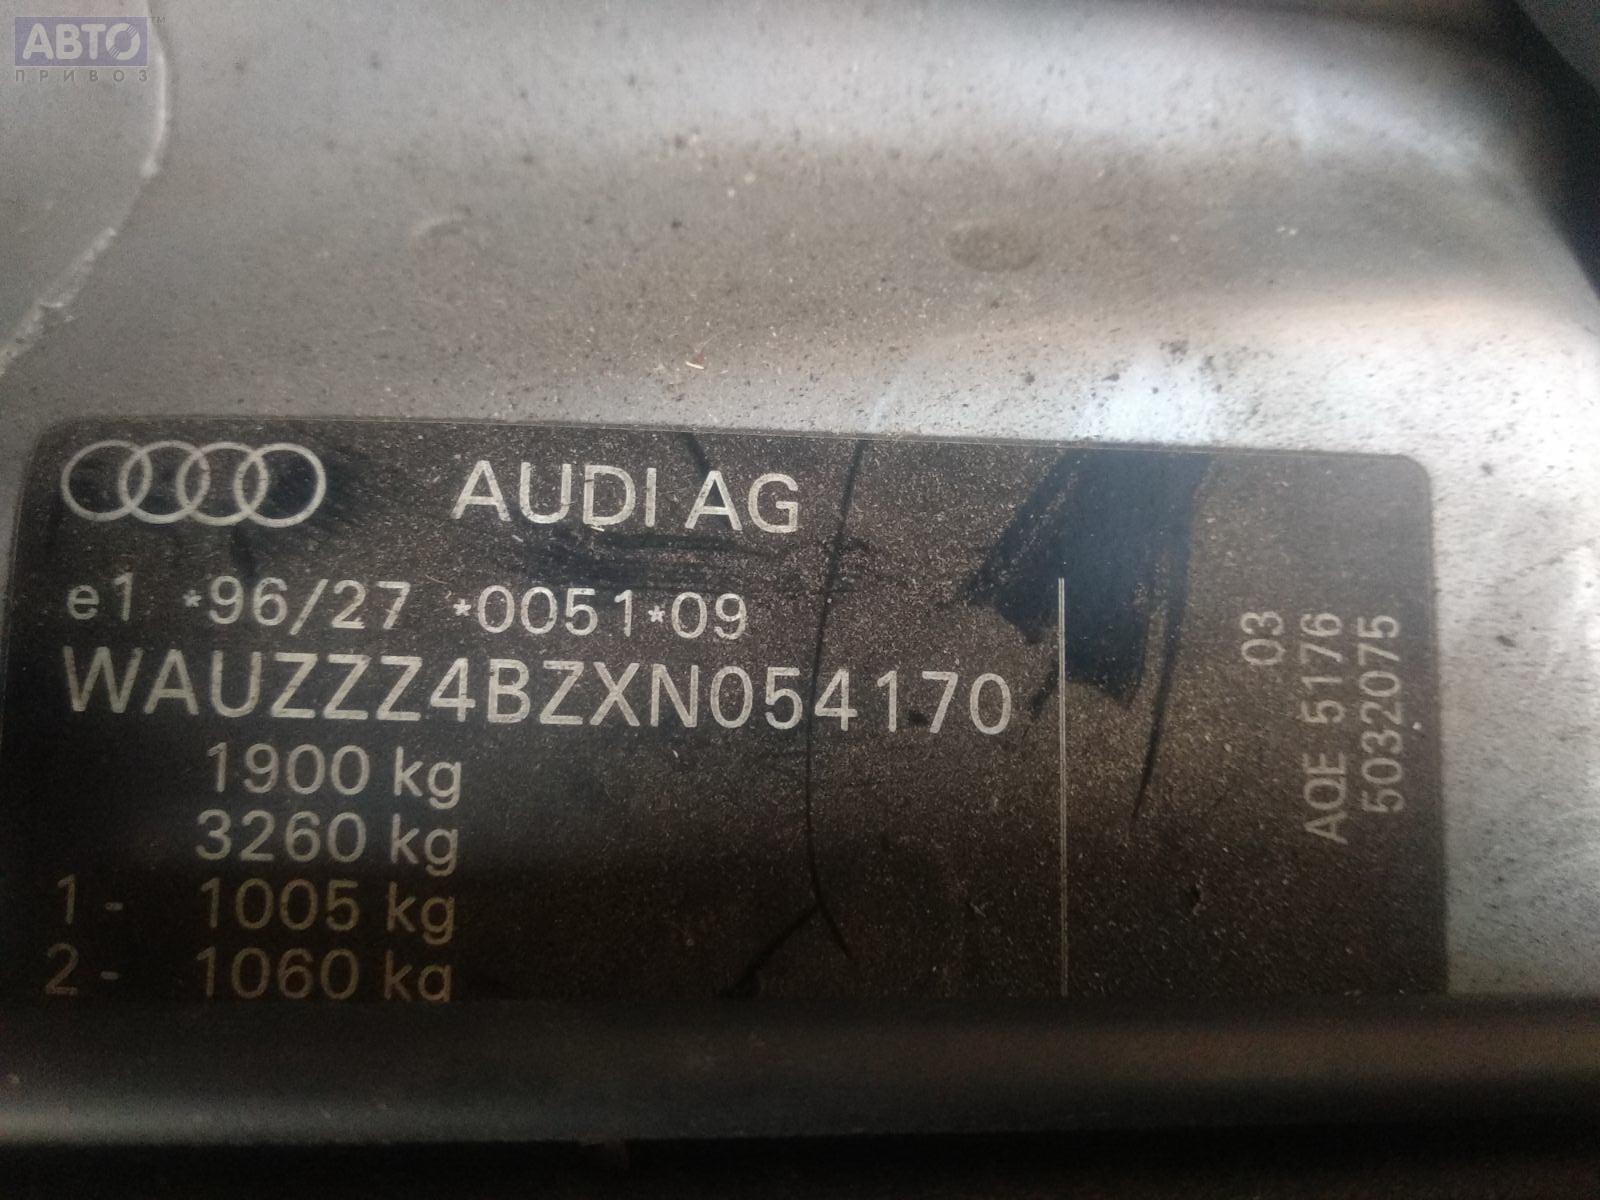 АВТО™
ПРИВОЗ
AUDI AG
e1 *96/27 *0051*09
WAUZZZ4BZXN054170
1900 kg
3260 kg
1 - 1005 kg
2 - 1060 kg
03
AQE 5176
5032075